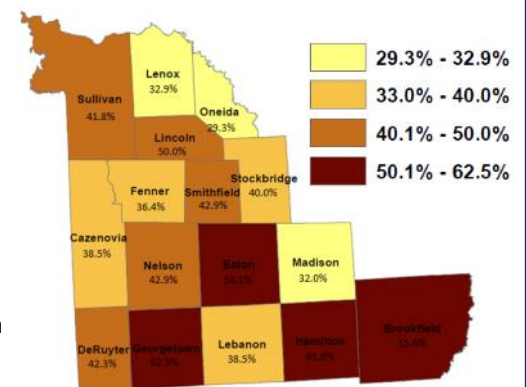 29.3% - 32.9%
33.0% - 40.0%
40.1% - 50.0%
50.1% - 62.5%
Lenox
32.9%
Sullivan
41.8%
Oneida
29.3%
Lincoln
50.0%
Stockbridge
40.0%
Fenner
36.4%
Smithfield
42.9%
Cazenovia
38.5%
Nelson
42.9%
Eaton
Madison
32.0%
DeRuyter
42.3%
Georgetown
62.5%
Lebanon
38.5%
Hamilton
Brookfield